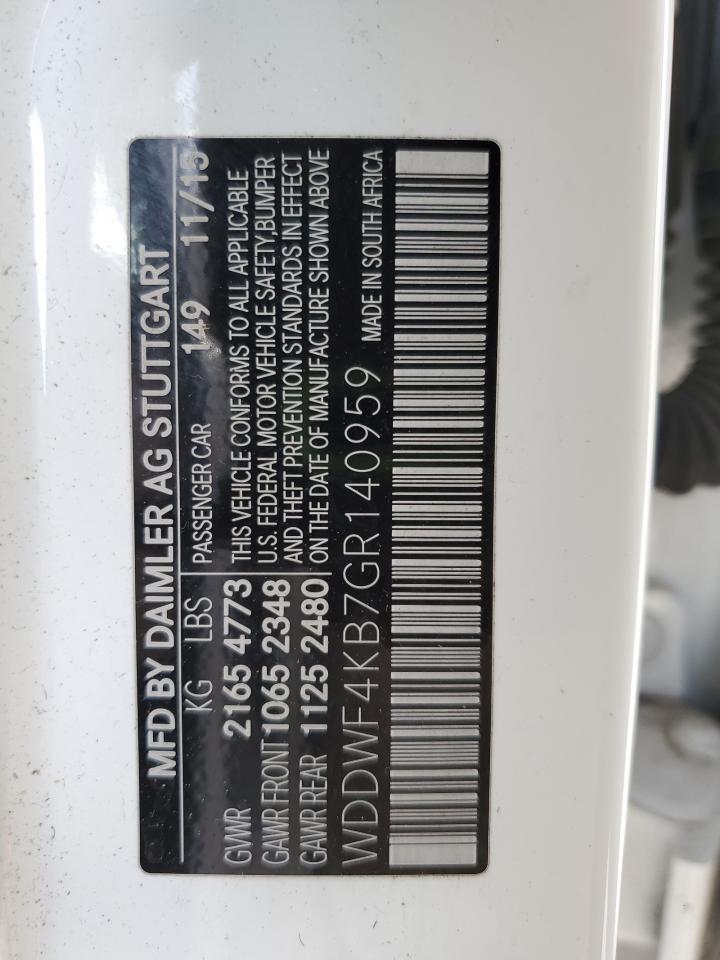 MFD BY DAIMLER AG STUTTGART
KG LBS PASSENGER CAR 149 11/15
GVWR 2165 4773 THIS VEHICLE CONFORMS TO ALL APPLICABLE
GAWR FRONT 1065 2348 U.S. FEDERAL MOTOR VEHICLE SAFETY,BUMPER
GAWR REAR 1125 2480 AND THEFT PREVENTION STANDARDS IN EFFECT
ON THE DATE OF MANUFACTURE SHOWN ABOVE
WDDWF4KB7GR140959 MADE IN SOUTH AFRICA